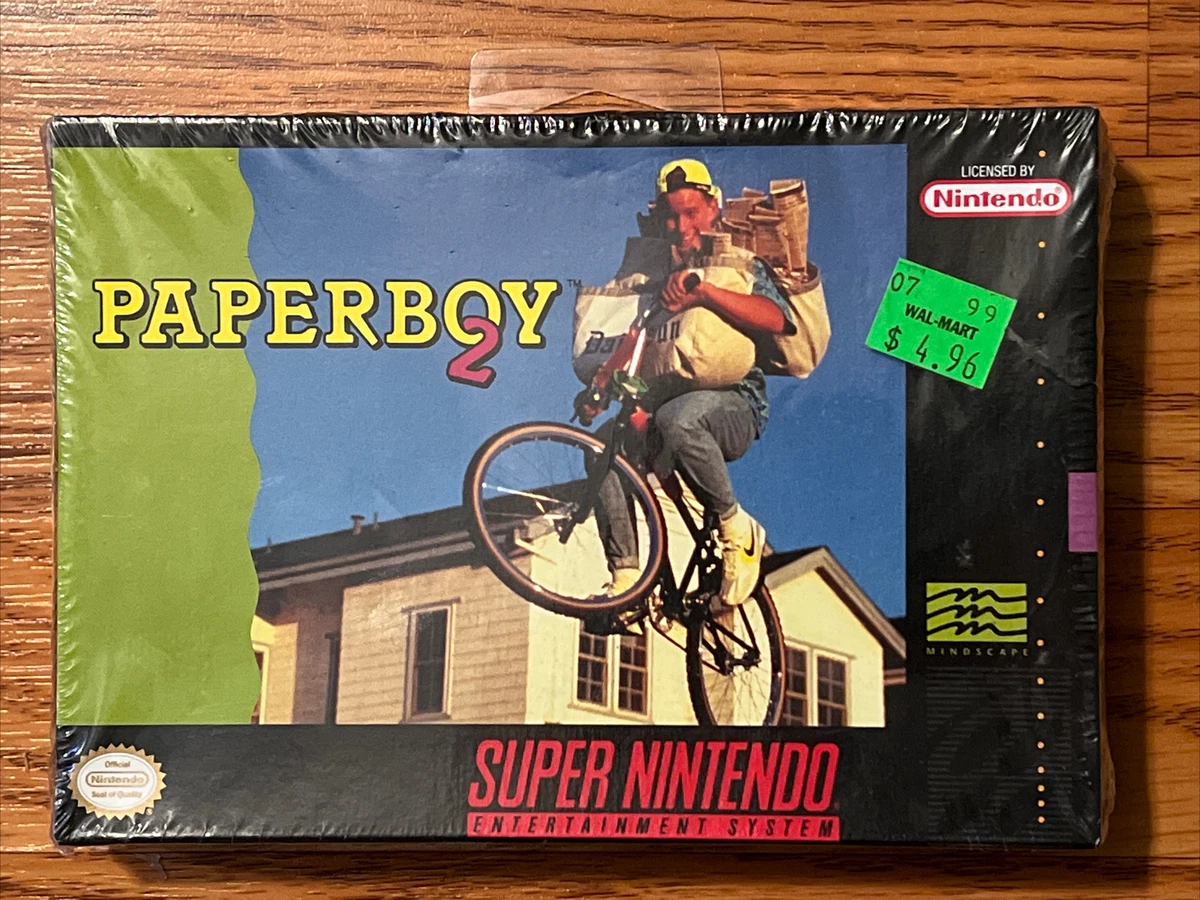 LICENSED BY
Nintendo®
PAPERBOY™
2
07 99
WAL-MART
$ 4.96
MINDSCAPE
Official
Nintendo
Seal of Quality
SUPER NINTENDO
ENTERTAINMENT SYSTEM